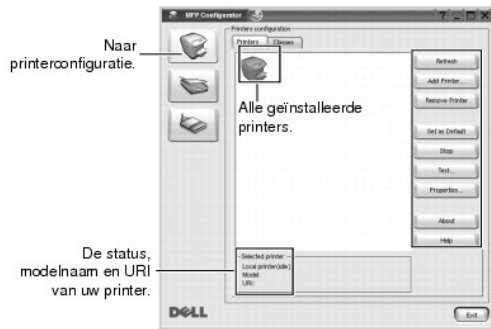 MFP Configurator
Printers configuration
Printers Classes
Naar
printerconfiguratie.
Alle geïnstalleerde
printers.
Refresh
Add Printer...
Remove Printer
Set as Default
Stop
Test...
Properties...
About
Help
De status,
modelnaam en URI
van uw printer.
Selected printer:
Local printer(idle)
Model:
URI:
DELL
Exit